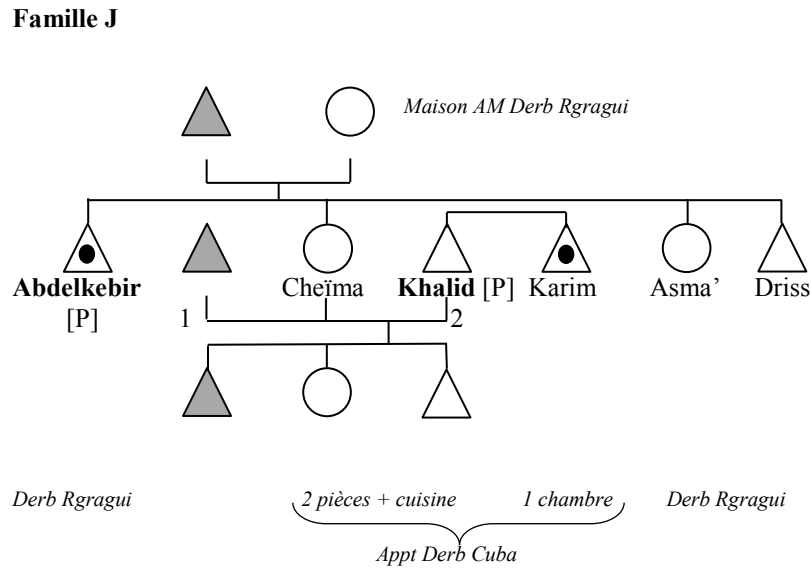 Famille J
Maison AM Derb Rgragui
Abdelkebir Cheïma Khalid [P] Karim Asma’ Driss
[P] 1 2
Derb Rgragui 2 pièces + cuisine 1 chambre Derb Rgragui
Appt Derb Cuba